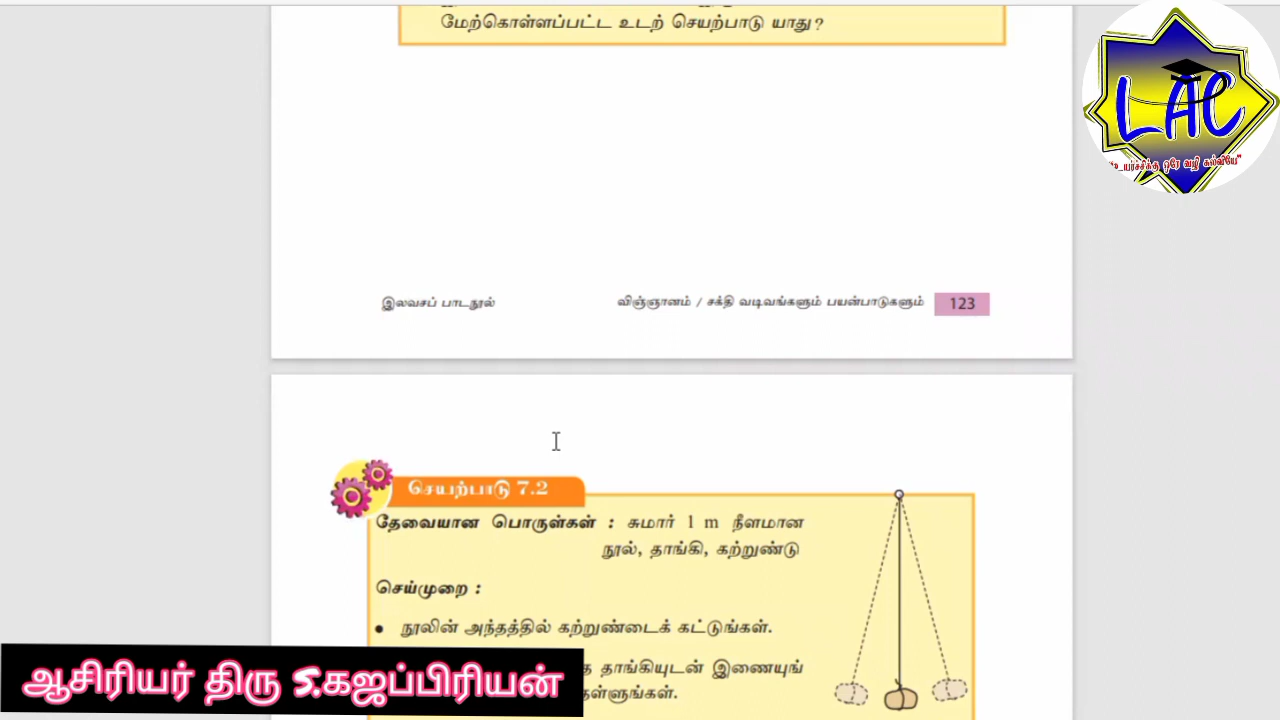 மேற்கொள்ளப்பட்ட உடற் செயற்பாடு யாது?
LAC
இலவசப் பாடநூல்
விஞ்ஞானம் / சக்தி வடிவங்களும் பயன்பாடுகளும் 123
செயற்பாடு 7.2
தேவையான பொருள்கள் : சுமார் 1 m நீளமான
நூல், தாங்கி, கற்றுண்டு
செய்முறை :
• நூலின் அந்தத்தில் கற்றுண்டைக் கட்டுங்கள்.
தாங்கியுடன் இணையுங்
ஆசிரியர் திரு S.கஜப்பிரியன்